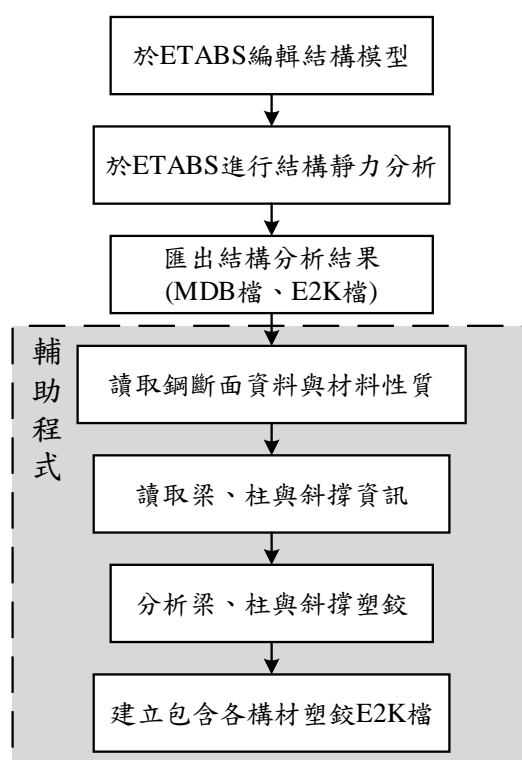 於ETABS編輯結構模型
於ETABS進行結構靜力分析
匯出結構分析結果
(MDB檔、E2K檔)
輔助程式
讀取鋼斷面資料與材料性質
讀取梁、柱與斜撐資訊
分析梁、柱與斜撐塑鉸
建立包含各構材塑鉸E2K檔